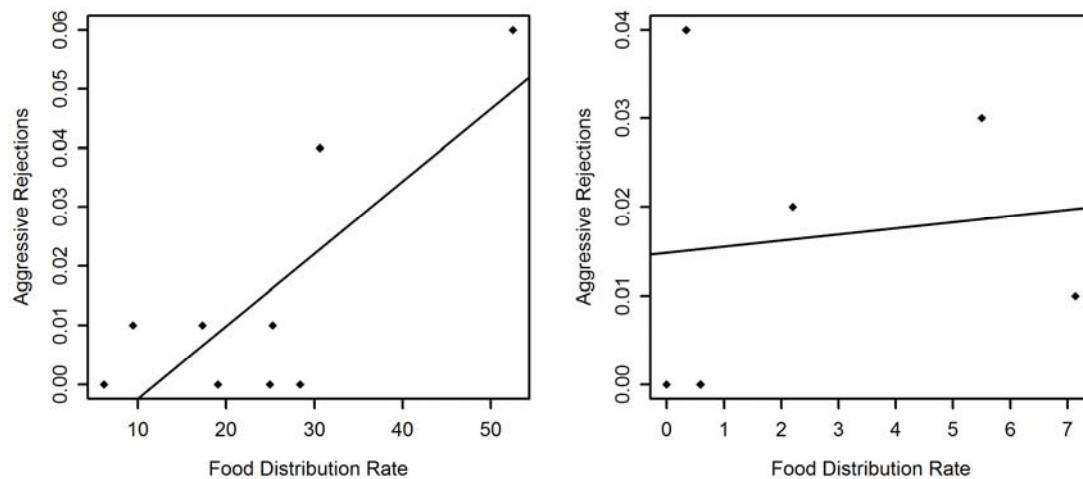 Aggressive Rejections
0.06
0.05
0.04
0.03
0.02
0.01
0.00
10 20 30 40 50
Food Distribution Rate
Aggressive Rejections
0.04
0.03
0.02
0.01
0.00
0 1 2 3 4 5 6 7
Food Distribution Rate